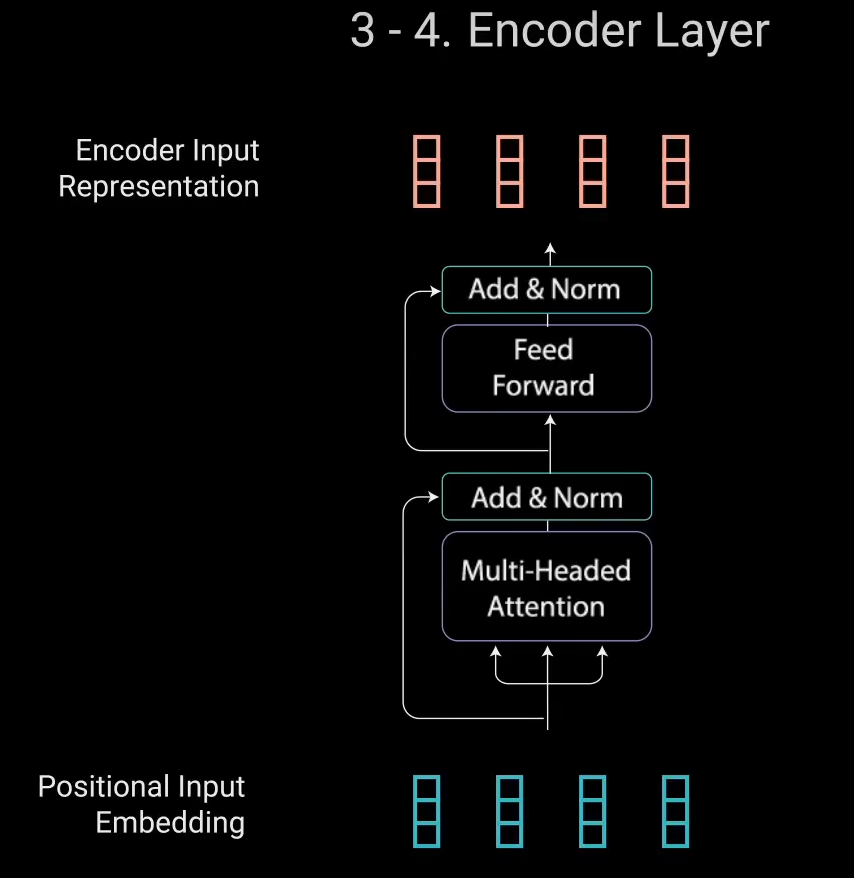 3 - 4. Encoder Layer
Encoder Input
Representation
Add & Norm
Feed
Forward
Add & Norm
Multi-Headed
Attention
Positional Input
Embedding